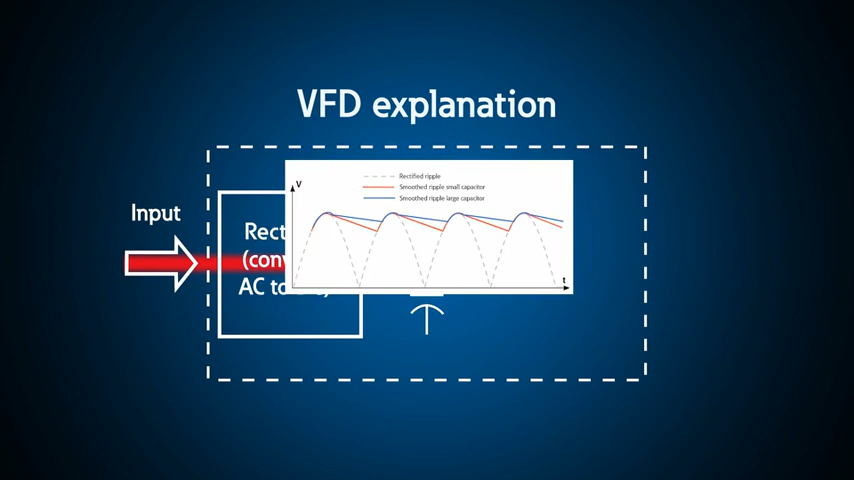 VFD explanation
V
Rectified ripple
Smoothed ripple small capacitor
Smoothed ripple large capacitor
Input
Rect
(conv
t
AC to